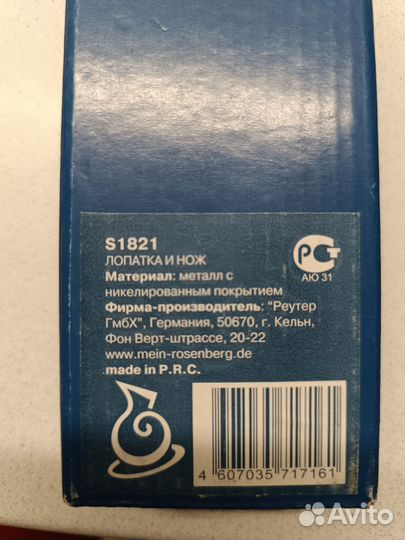 S1821
ЛОПАТКА И НОЖ
Материал: металл с
никелированным покрытием
Фирма-производитель: "Реутер
ГмбХ", Германия, 50670, г. Кельн,
Фон Верт-штрассе, 20-22
www.mein-rosenberg.de
made in P.R.C.
РСТ
АЮ 31
4 607035 717161
Avito